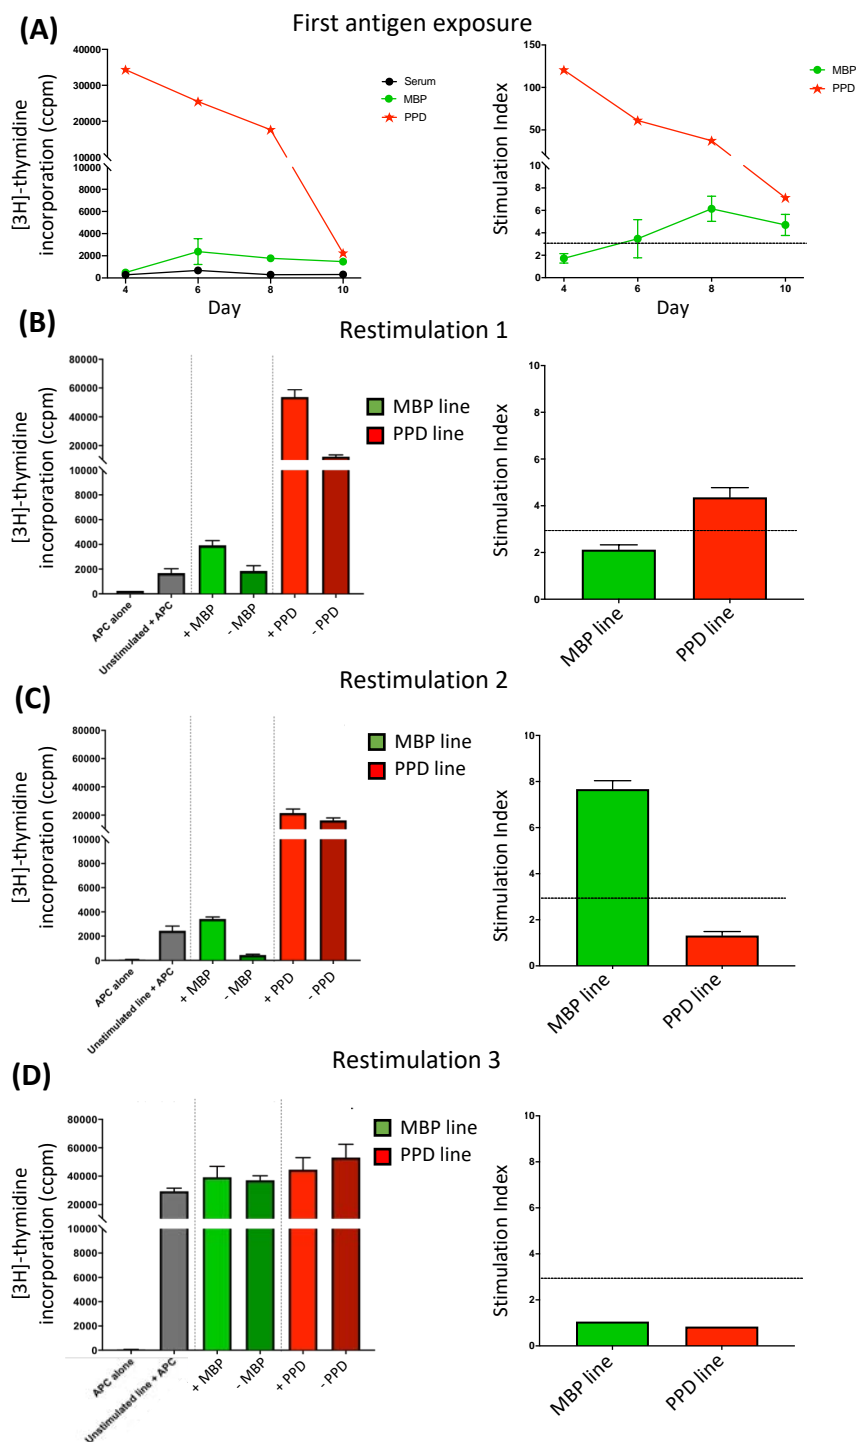 (A)
First antigen exposure
[3H]-thymidine
incorporation (ccpm)
40000
30000
20000
10000
10000
8000
6000
4000
2000
0
4
6
8
10
Day
Serum
MBP
PPD
Stimulation Index
150
100
50
10
8
6
4
2
0
4
6
8
10
Day
MBP
PPD
(B)
Restimulation 1
[3H]-thymidine
incorporation (ccpm)
80000
60000
40000
20000
10000
8000
6000
4000
2000
0
APC alone
Unstimulated + APC
+ MBP
- MBP
+ PPD
- PPD
MBP line
PPD line
Stimulation Index
10
8
6
4
2
0
MBP line
PPD line
(C)
Restimulation 2
[3H]-thymidine
incorporation (ccpm)
80000
60000
40000
20000
10000
8000
6000
4000
2000
0
APC alone
Unstimulated line + APC
+ MBP
- MBP
+ PPD
- PPD
MBP line
PPD line
Stimulation Index
10
8
6
4
2
0
MBP line
PPD line
(D)
Restimulation 3
[3H]-thymidine
incorporation (ccpm)
80000
60000
40000
20000
10000
8000
6000
4000
2000
0
APC alone
Unstimulated line + APC
+ MBP
- MBP
+ PPD
- PPD
MBP line
PPD line
Stimulation Index
10
8
6
4
2
0
MBP line
PPD line